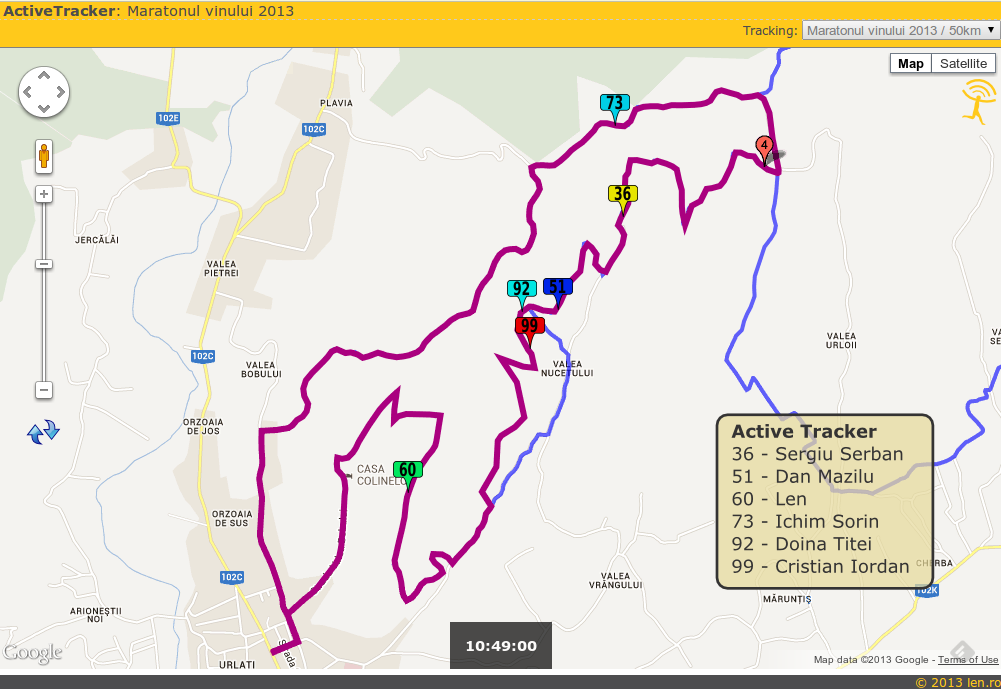 ActiveTracker: Maratonul vinului 2013
Tracking: Maratonul vinului 2013 / 50km
Map Satellite
PLAVIA
102E
102C
73
4
36
JERCĂLĂI
VALEA
PIETREI
92
51
99
102C
VALEA
BOBULUI
VALEA
NUCETULUI
VALEA
URLOII
ORZOAIA
DE JOS
60
CASA
Active Tracker
36 - Sergiu Serban
51 - Dan Mazilu
60 - Len
73 - Ichim Sorin
92 - Doina Titei
99 - Cristian Iordan
ORZOAIA
DE SUS
102C
VALEA
VRÂNGULUI
102K
MĂRUNȚIȘ
ARIONEȘTII
NOI
URLATI
10:49:00
Google
Map data ©2013 Google - Terms of Use
© 2013 len.ro